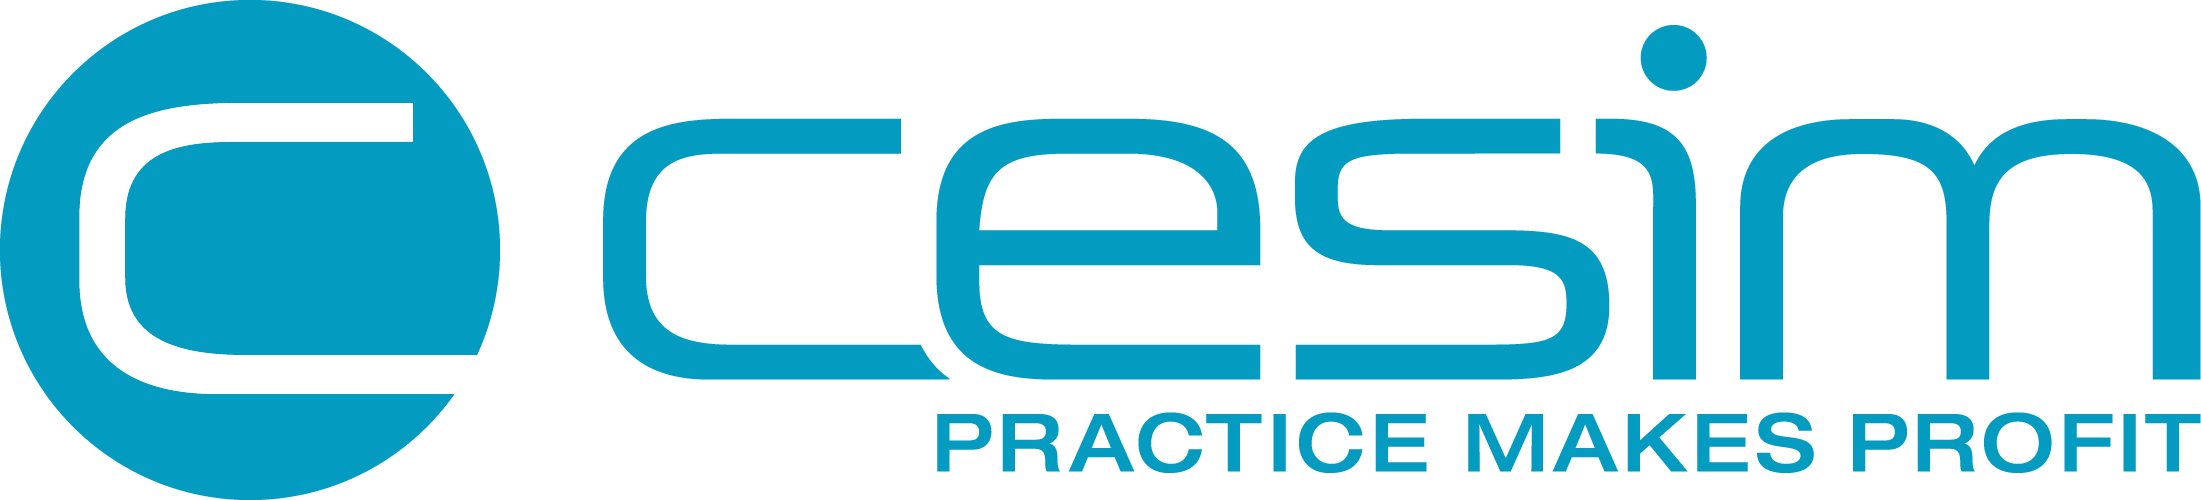 cesim
PRACTICE MAKES PROFIT